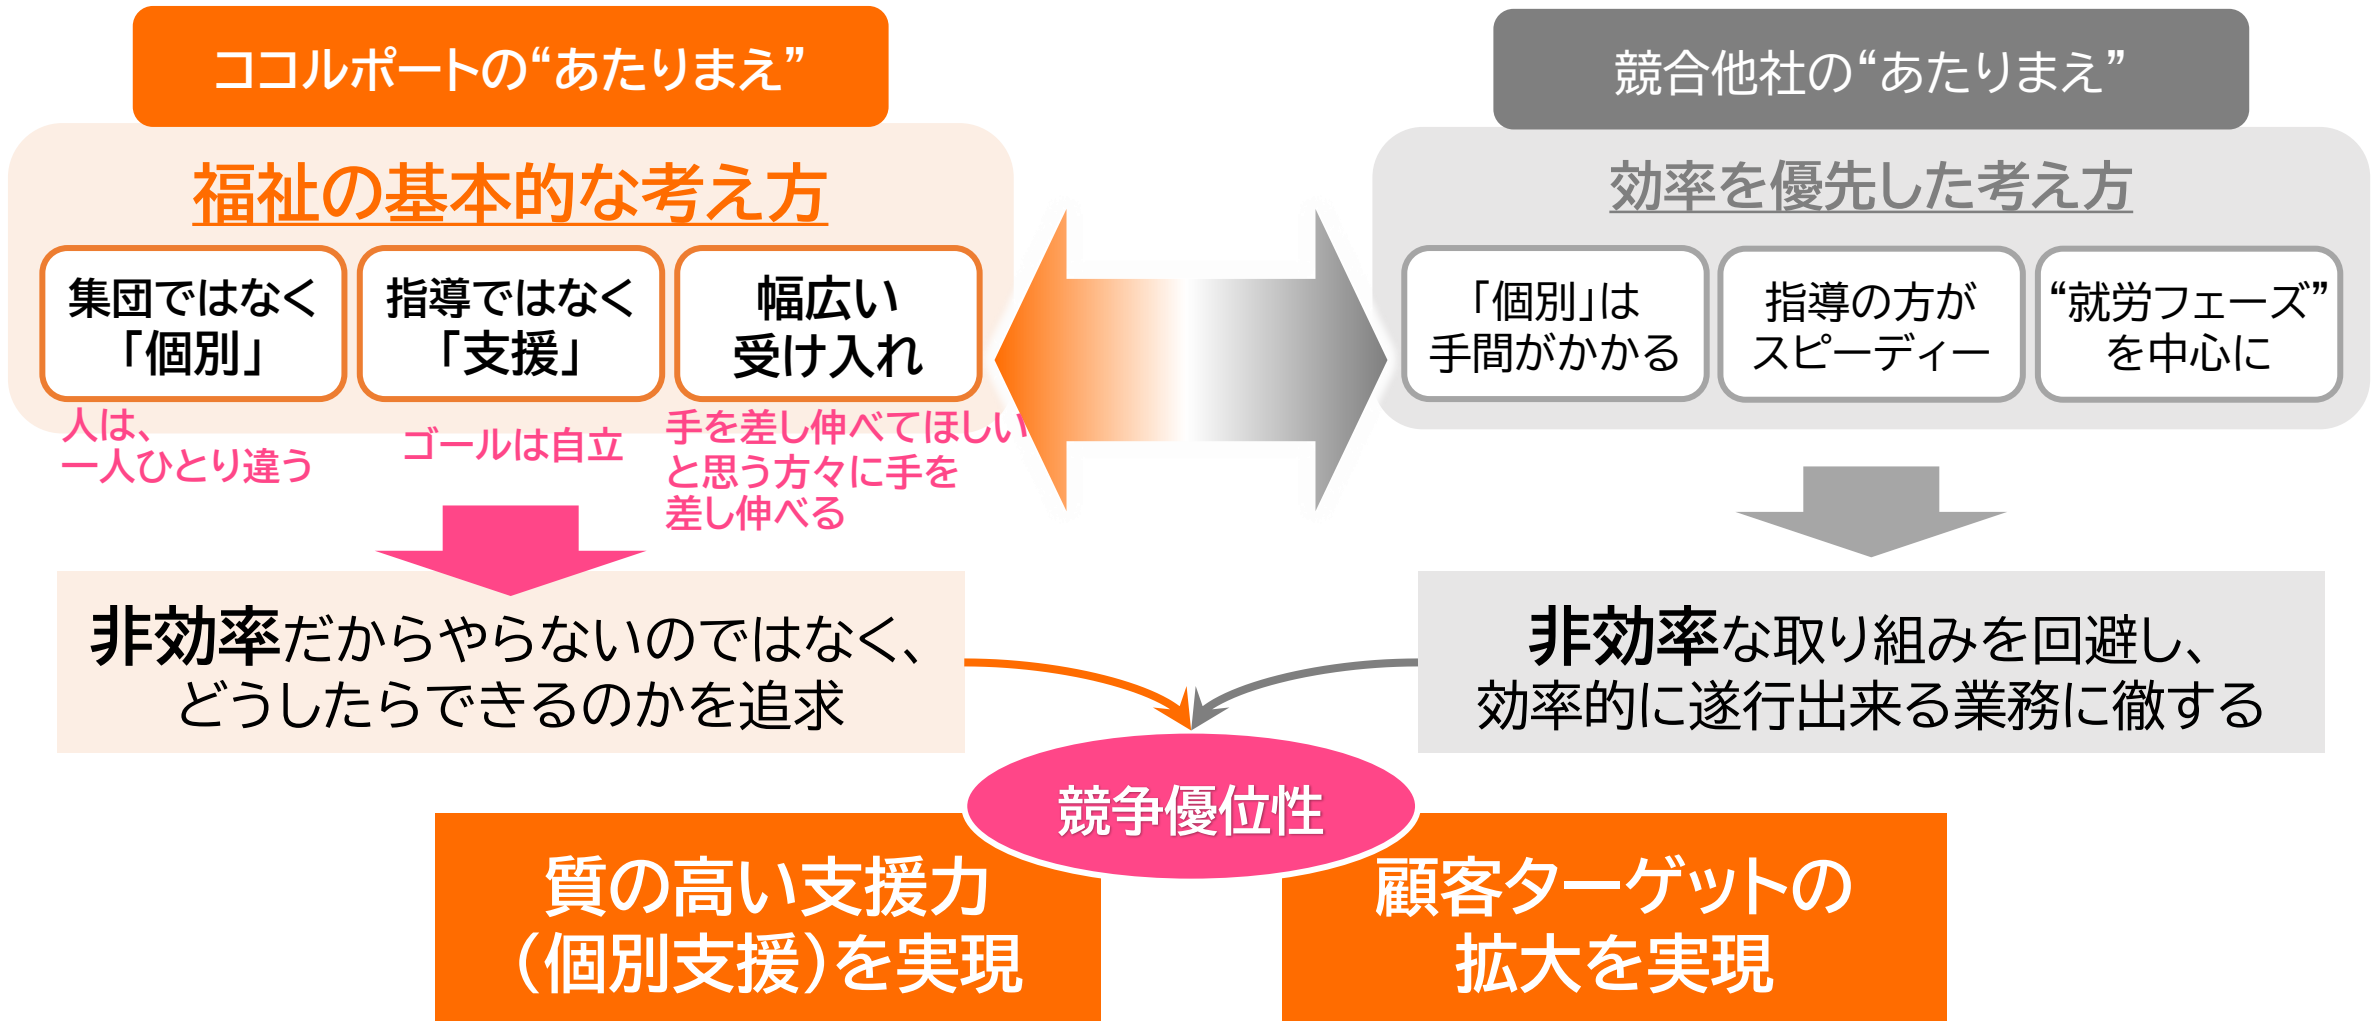 ココルポートの“あたりまえ”
福祉の基本的な考え方
集団ではなく
「個別」
指導ではなく
「支援」
幅広い
受け入れ
人は、
一人ひとり違う
ゴールは自立
手を差し伸べてほしい
と思う方々に手を
差し伸べる
非効率だからやらないのではなく、
どうしたらできるのかを追求
競合他社の“あたりまえ”
効率を優先した考え方
「個別」は
手間がかかる
指導の方が
スピーディー
“就労フェーズ”
を中心に
非効率な取り組みを回避し、
効率的に遂行出来る業務に徹する
競争優位性
質の高い支援力
（個別支援）を実現
顧客ターゲットの
拡大を実現